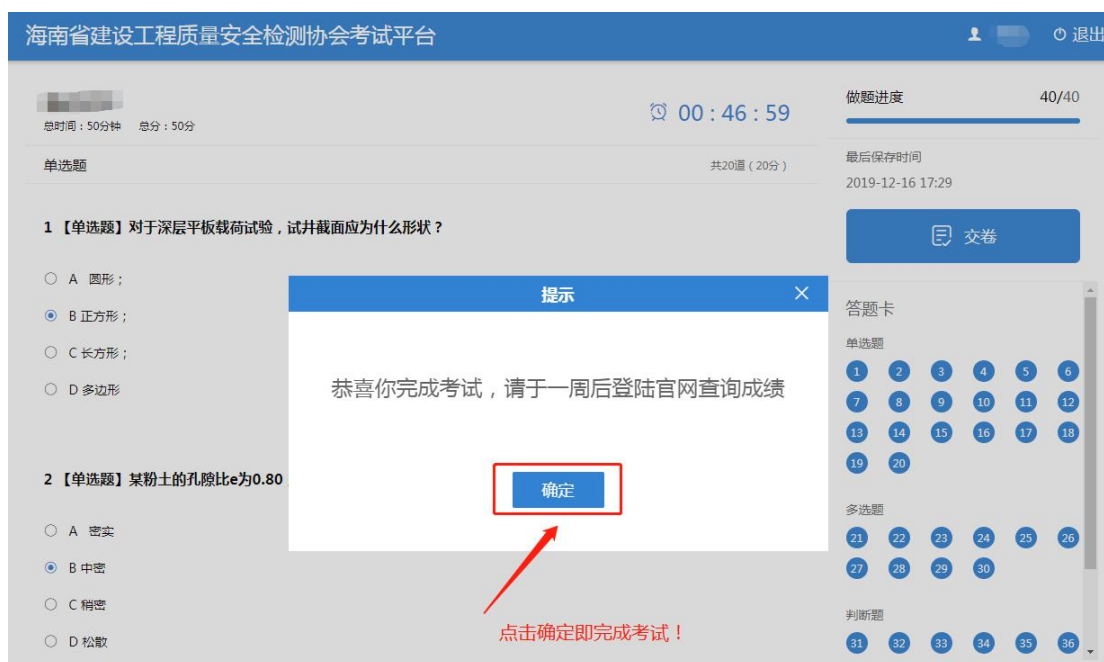 海南省建设工程质量安全检测协会考试平台
退出
总时间：50分钟 总分：50分
00：46：59
单选题 共20道（20分）
1 【单选题】对于深层平板载荷试验，试井截面应为什么形状？
A 圆形；
B 正方形；
C 长方形；
D 多边形
2 【单选题】某粉土的孔隙比e为0.80
A 密实
B 中密
C 稍密
D 松散
提示
恭喜你完成考试，请于一周后登陆官网查询成绩
确定
点击确定即完成考试！
做题进度 40/40
最后保存时间
2019-12-16 17:29
交卷
答题卡
单选题
1 2 3 4 5 6
7 8 9 10 11 12
13 14 15 16 17 18
19 20
多选题
21 22 23 24 25 26
27 28 29 30
判断题
31 32 33 34 35 36